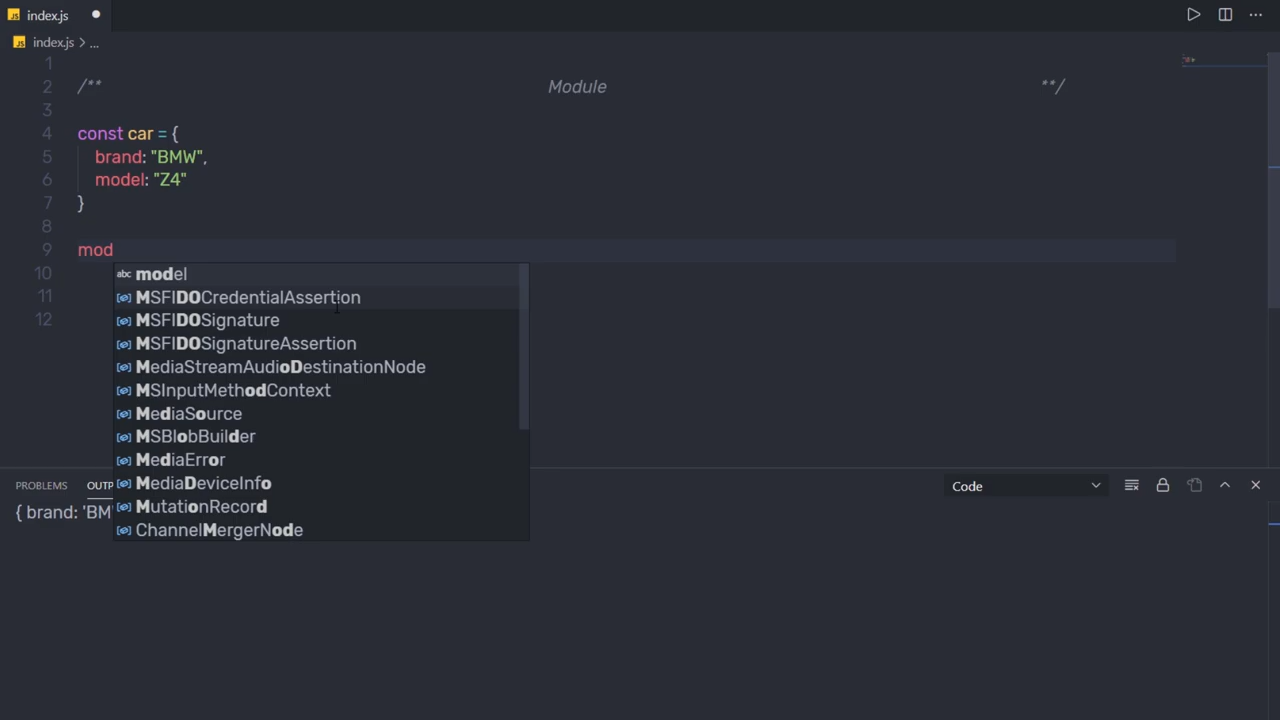 JS index.js
JS index.js > ...
1
2 /** Module **/
3
4 const car = {
5 brand: "BMW",
6 model: "Z4"
7 }
8
9 mod
10
11
12
abc model
MSFIDOCredentialAssertion
MSFIDOSignature
MSFIDOSignatureAssertion
MediaStreamAudioDestinationNode
MSInputMethodContext
MediaSource
MSBlobBuilder
MediaError
MediaDeviceInfo
MutationRecord
ChannelMergerNode
PROBLEMS OUTP Code
{ brand: 'BM